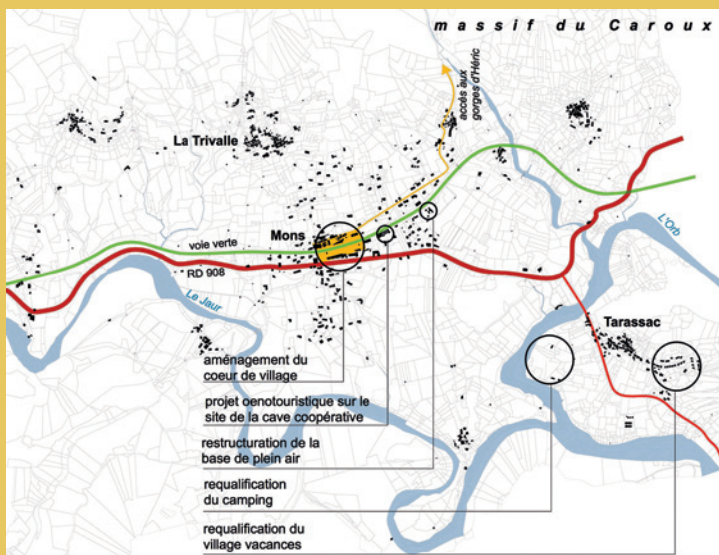 massif du Caroux
accès aux
gorges d'Héric
La Trivalle
Mons
voie verte
RD 908
L'Orb
Le Jaur
Tarassac
aménagement du
coeur de village
projet oenotouristique sur le
site de la cave coopérative
restructuration de la
base de plein air
requalification
du camping
requalification du
village vacances